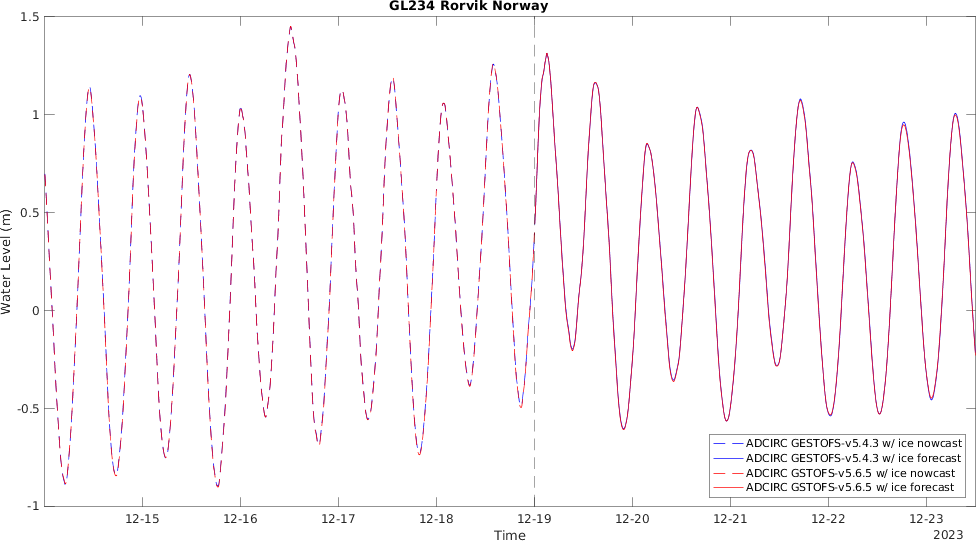 GL234 Rorvik Norway
Water Level (m)
1.5
1
0.5
0
-0.5
-1
12-15 12-16 12-17 12-18 12-19 12-20 12-21 12-22 12-23
Time
2023
ADCIRC GESTOFS-v5.4.3 w/ ice nowcast
ADCIRC GESTOFS-v5.4.3 w/ ice forecast
ADCIRC GSTOFS-v5.6.5 w/ ice nowcast
ADCIRC GSTOFS-v5.6.5 w/ ice forecast